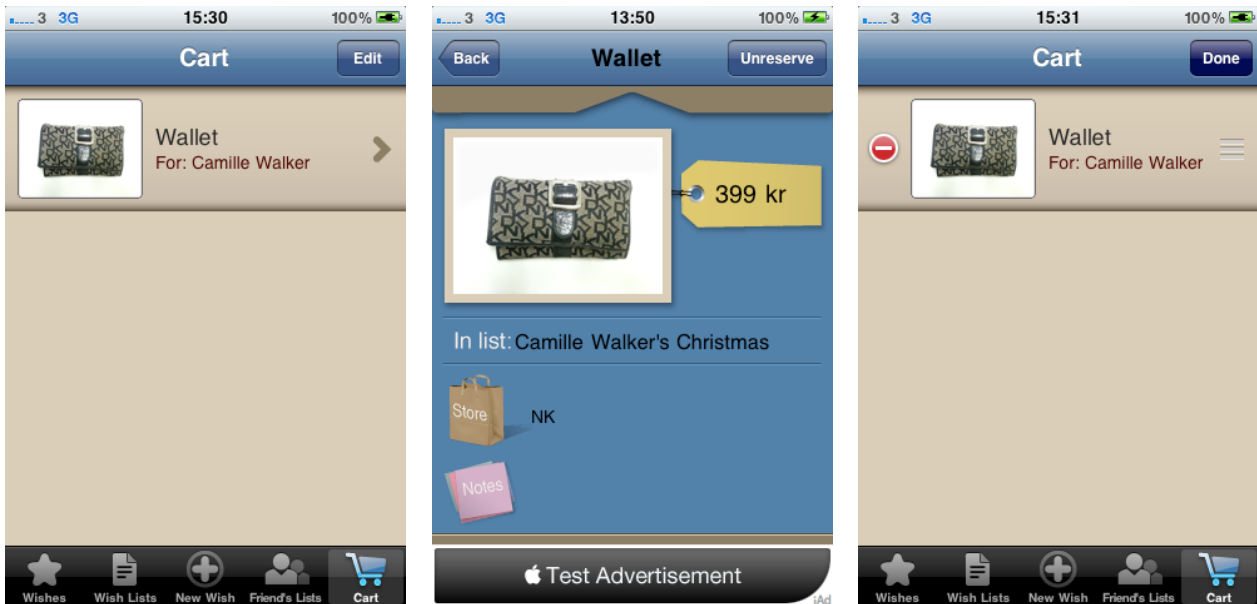 3 3G 15:30 100%
Cart Edit
Wallet
For: Camille Walker
Wishes Wish Lists New Wish Friend's Lists Cart
3 3G 13:50 100%
Back Wallet Unreserve
399 kr
In list: Camille Walker's Christmas
Store NK
Notes
Test Advertisement
iAd
3 3G 15:31 100%
Cart Done
Wallet
For: Camille Walker
Wishes Wish Lists New Wish Friend's Lists Cart